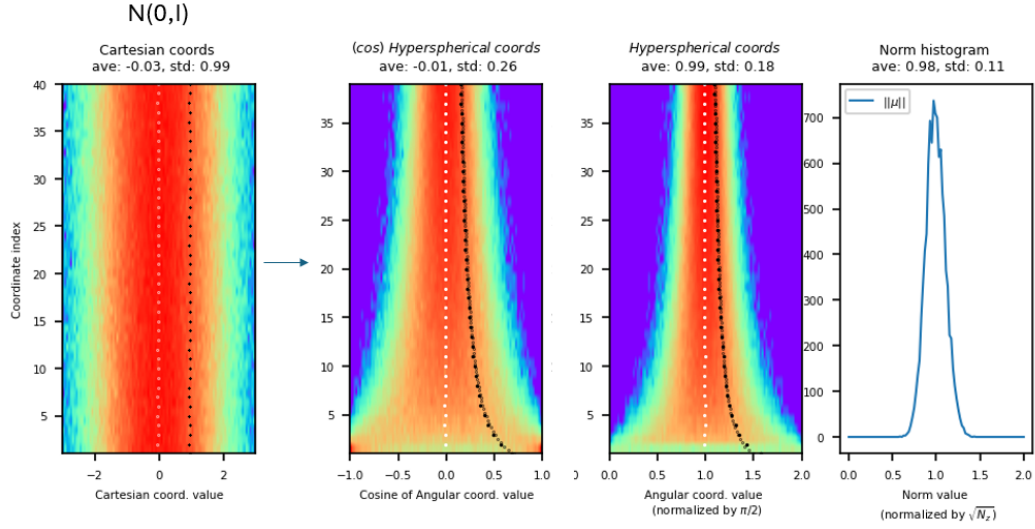 N(0,I)
Cartesian coords
ave: -0.03, std: 0.99
(cos) Hyperspherical coords
ave: -0.01, std: 0.26
Hyperspherical coords
ave: 0.99, std: 0.18
Norm histogram
ave: 0.98, std: 0.11
Coordinate index
40
35
30
25
20
15
10
5
−2
0
2
Cartesian coord. value
35
30
25
20
15
10
5
−1.0
−0.5
0.0
0.5
1.0
Cosine of Angular coord. value
35
30
25
20
15
10
5
0
0.0
0.5
1.0
1.5
2.0
Angular coord. value
(normalized by π/2)
||μ||
700
600
500
400
300
200
100
0
0.0
0.5
1.0
1.5
2.0
Norm value
(normalized by √N_z)